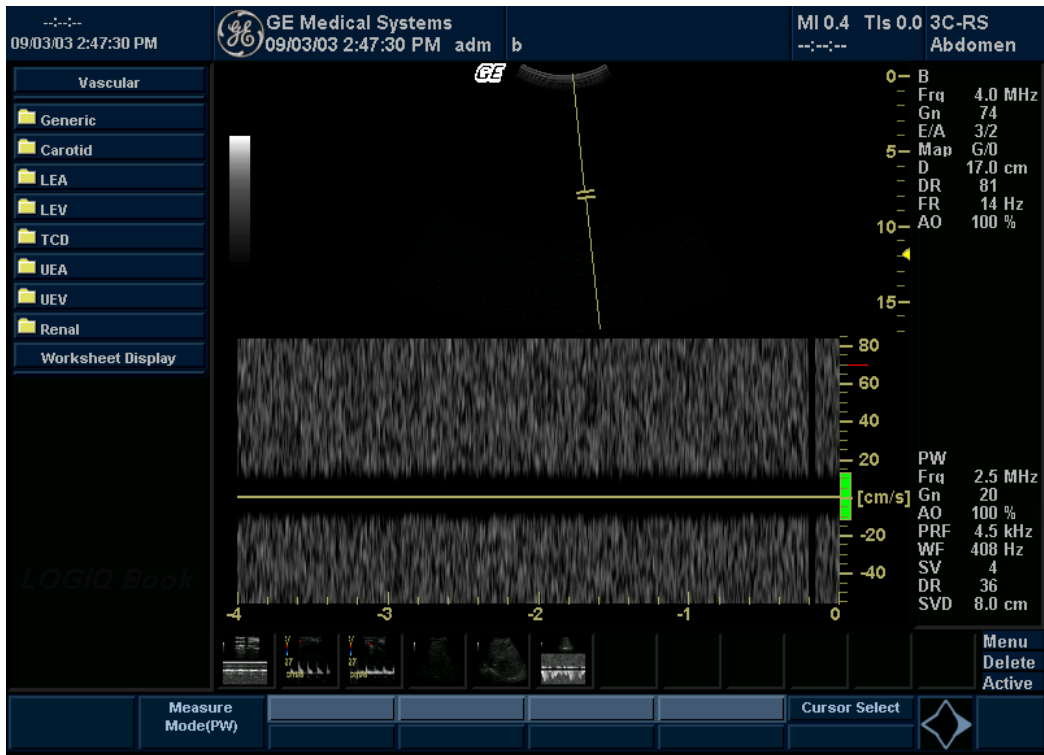 --:--:--
09/03/03 2:47:30 PM
GE Medical Systems
09/03/03 2:47:30 PM adm b
MI 0.4 TIs 0.0
--:--:--
3C-RS
Abdomen
Vascular
Generic
Carotid
LEA
LEV
TCD
UEA
UEV
Renal
Worksheet Display
LOGIQ Book
GE
0
5
10
15
B
Frq 4.0 MHz
Gn 74
E/A 3/2
Map G/0
D 17.0 cm
DR 81
FR 14 Hz
AO 100 %
80
60
40
20
[cm/s]
-20
-40
-4 -3 -2 -1 0
PW
Frq 2.5 MHz
Gn 20
AO 100 %
PRF 4.5 kHz
WF 408 Hz
SV 4
DR 36
SVD 8.0 cm
Menu
Delete
Active
Measure
Mode(PW)
Cursor Select